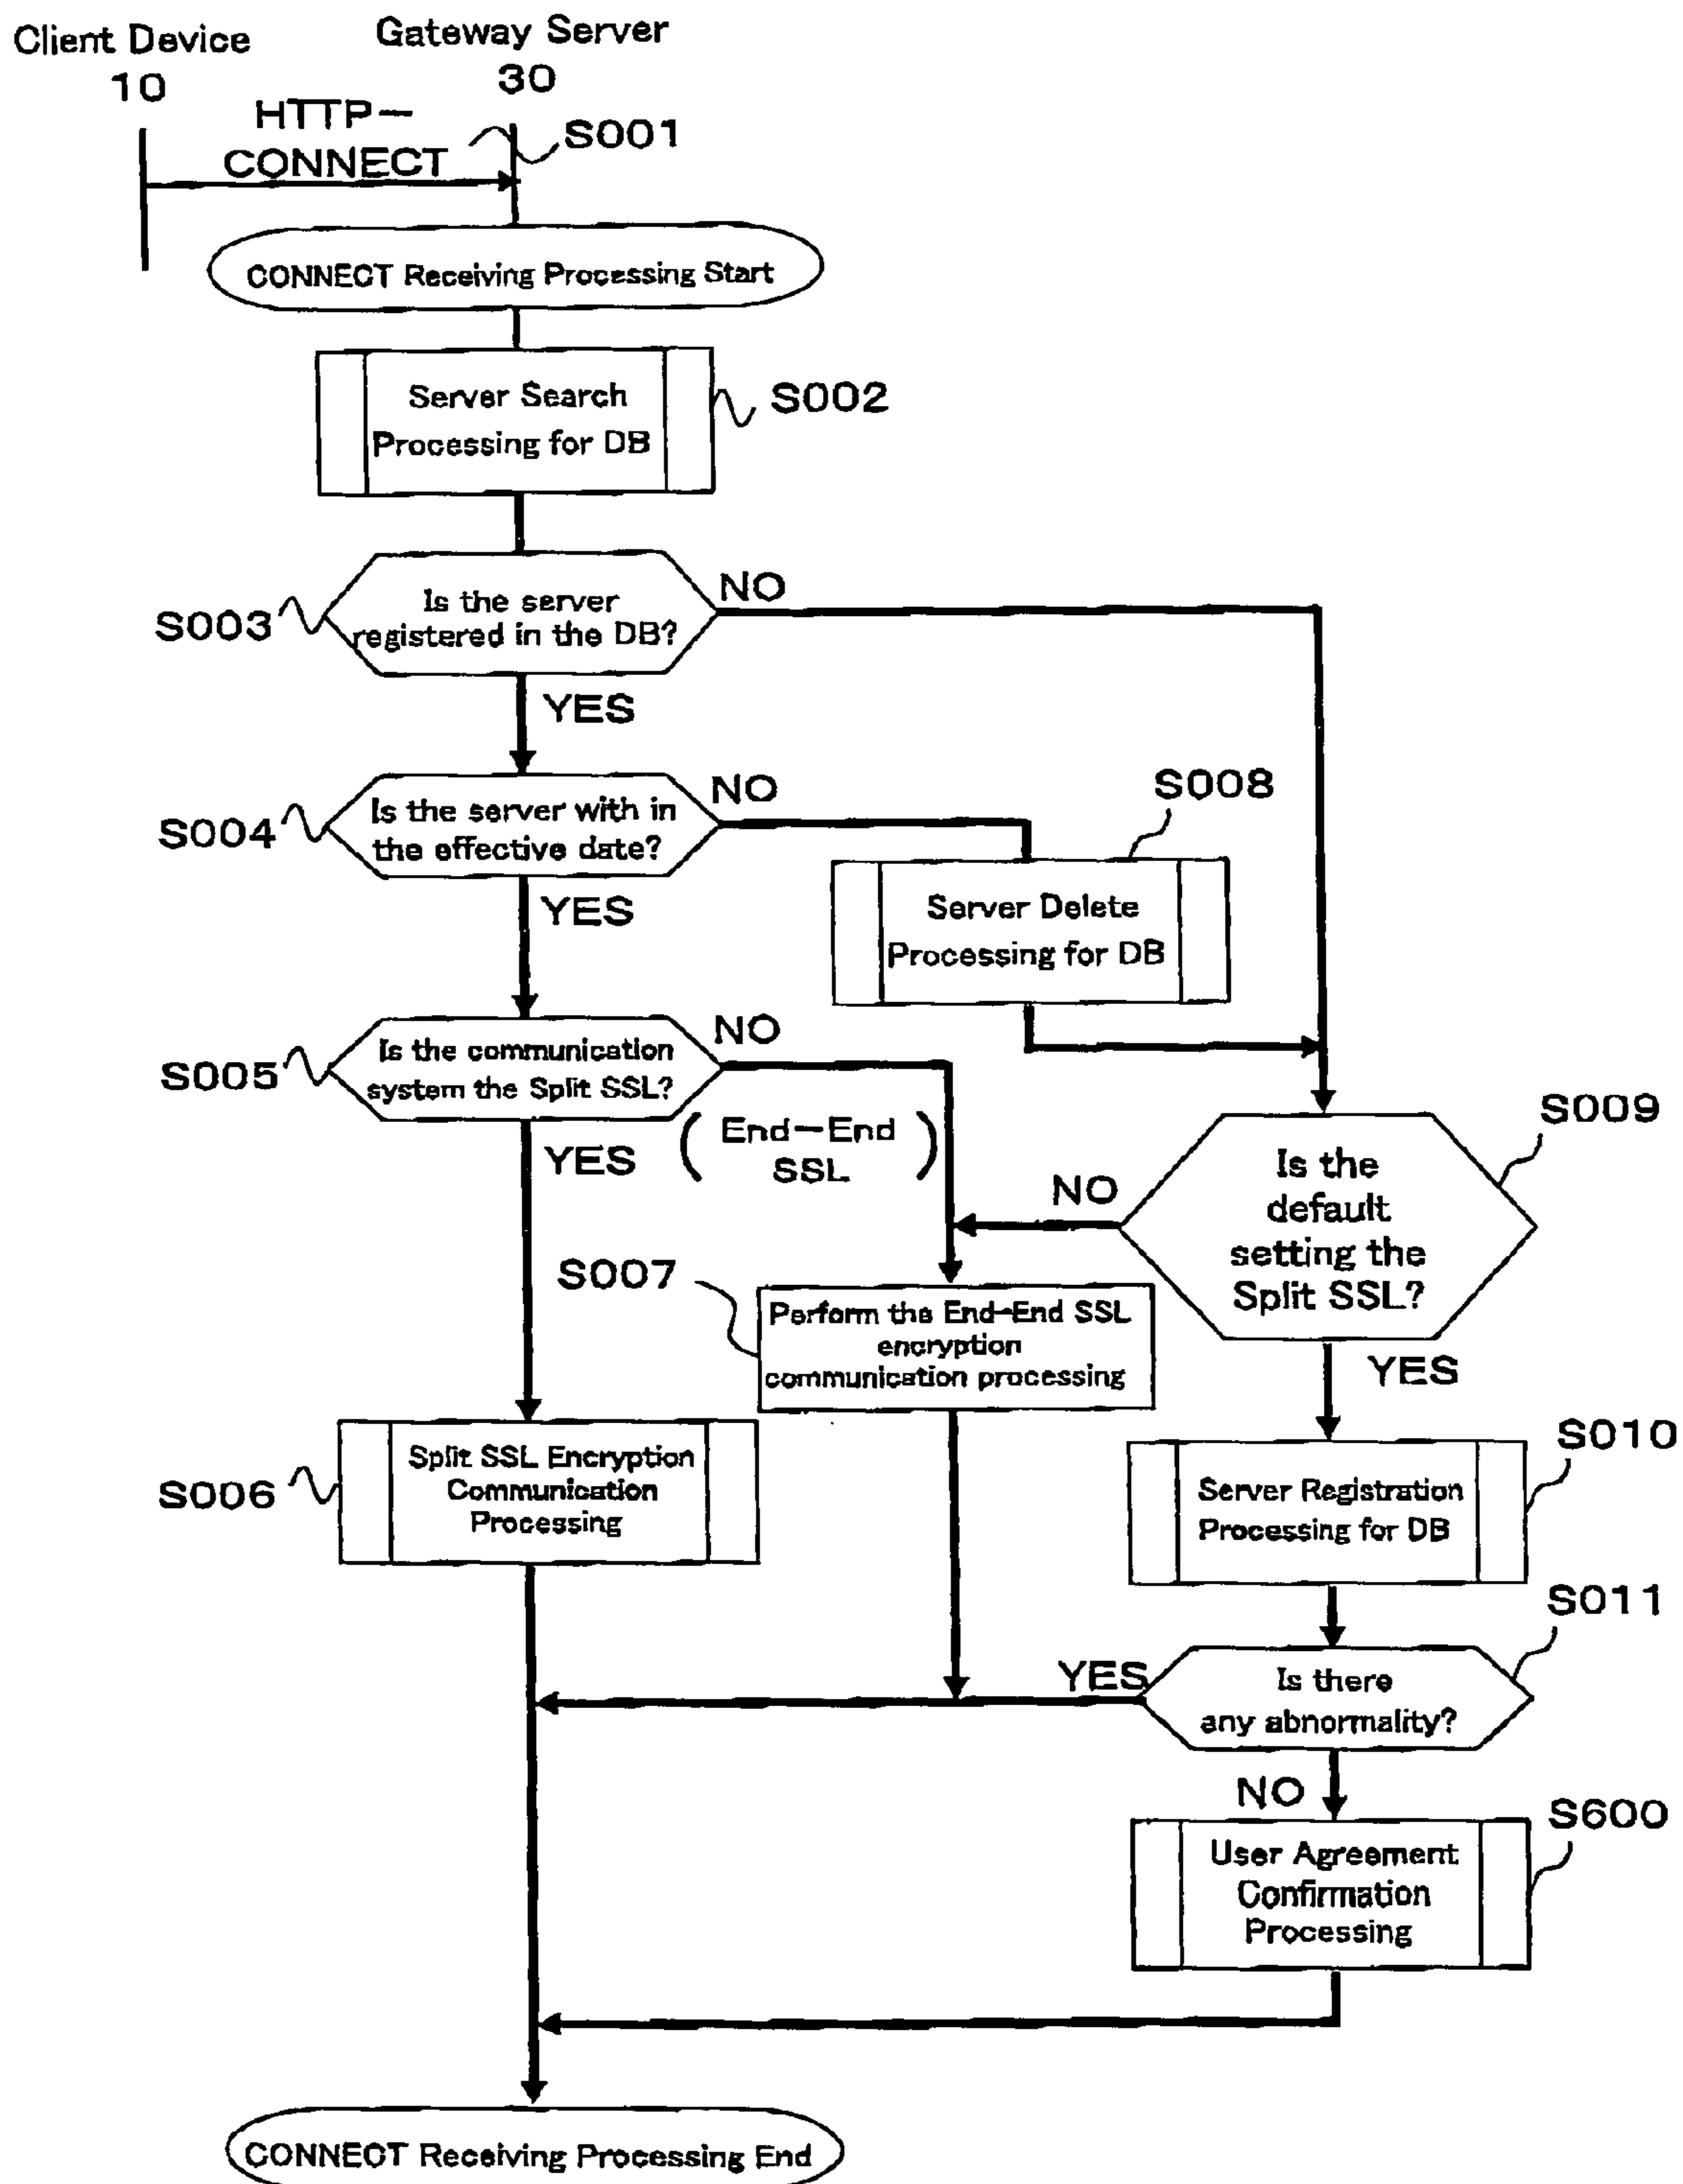 Client Device
10
Gateway Server
30
HTTP-
CONNECT
S001
CONNECT Receiving Processing Start
Server Search
Processing for DB
S002
Is the server
registered in the DB?
S003
NO
YES
Is the server with in
the effective date?
S004
NO
S008
YES
Server Delete
Processing for DB
Is the communication
system the Split SSL?
S005
NO
(End-End
SSL)
YES
S009
Is the
default
setting the
Split SSL?
NO
YES
S007
Perform the End-End SSL
encryption
communication processing
S006
Split SSL Encryption
Communication
Processing
S010
Server Registration
Processing for DB
S011
Is there
any abnormality?
YES
NO
S600
User Agreement
Confirmation
Processing
CONNECT Receiving Processing End